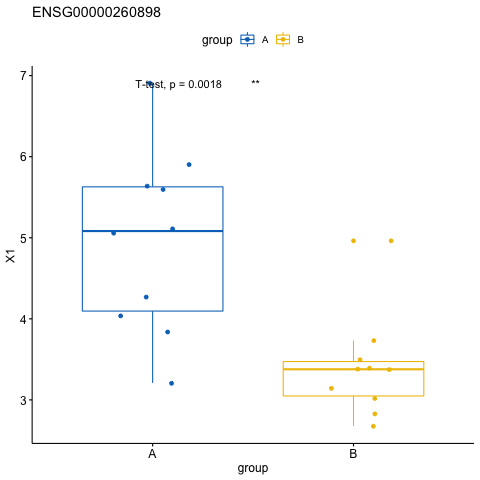 ENSG00000260898
group A B
T-test, p = 0.0018 **
7
6
5
4
3
X1
A B
group